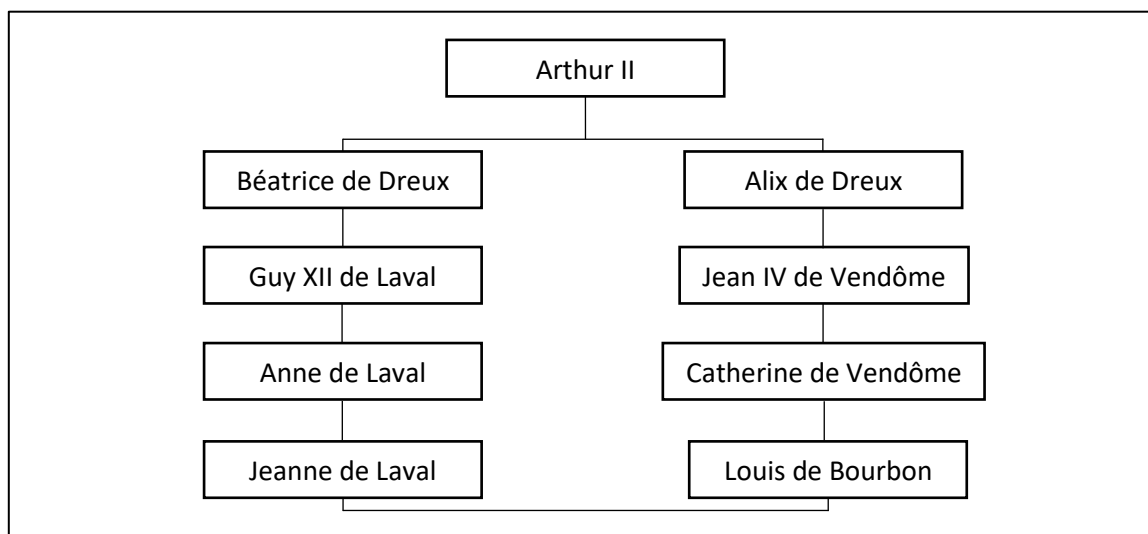 Arthur II
Béatrice de Dreux
Alix de Dreux
Guy XII de Laval
Jean IV de Vendôme
Anne de Laval
Catherine de Vendôme
Jeanne de Laval
Louis de Bourbon